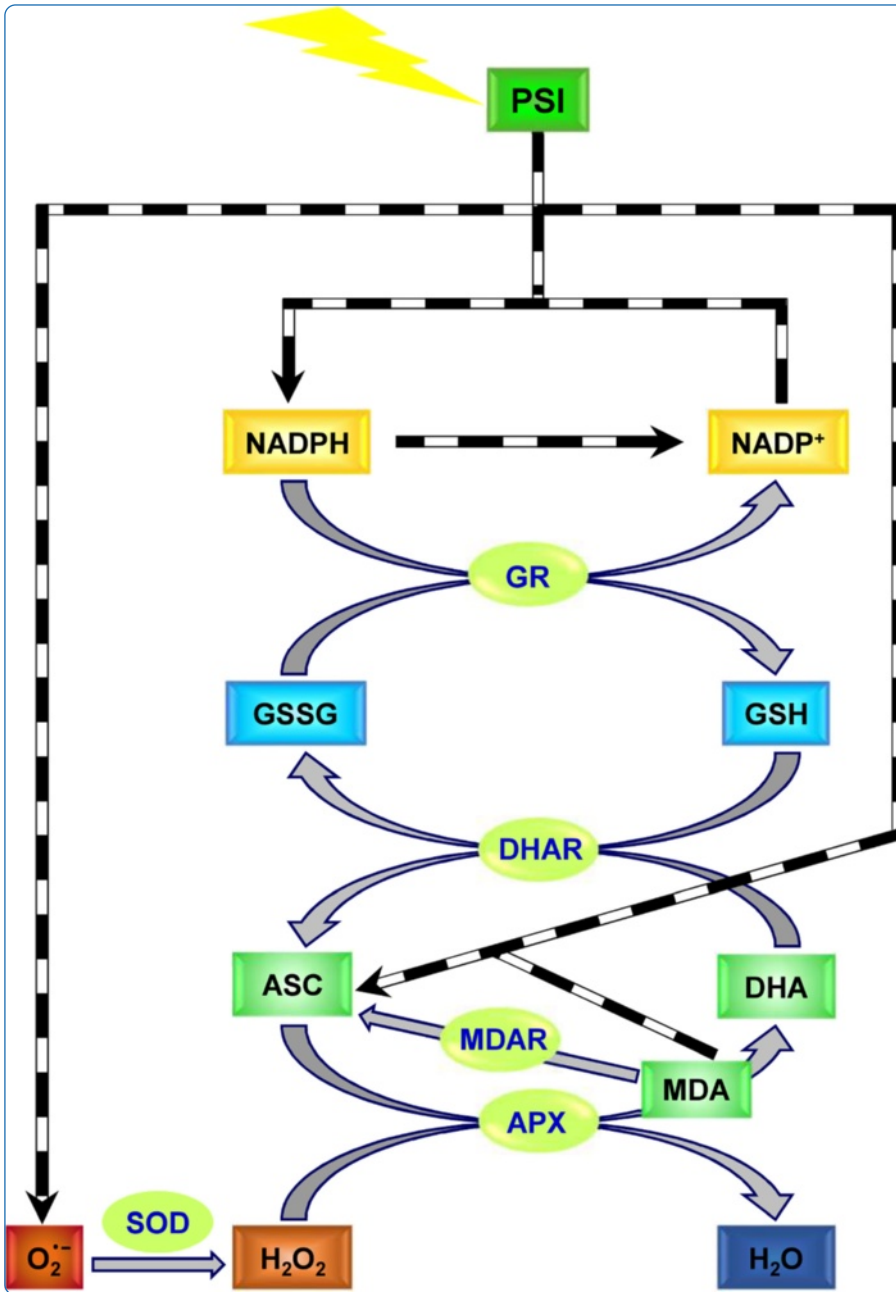 PSI
NADPH
NADP⁺
GR
GSSG
GSH
DHAR
ASC
DHA
MDAR
MDA
APX
SOD
O₂˙⁻
H₂O₂
H₂O